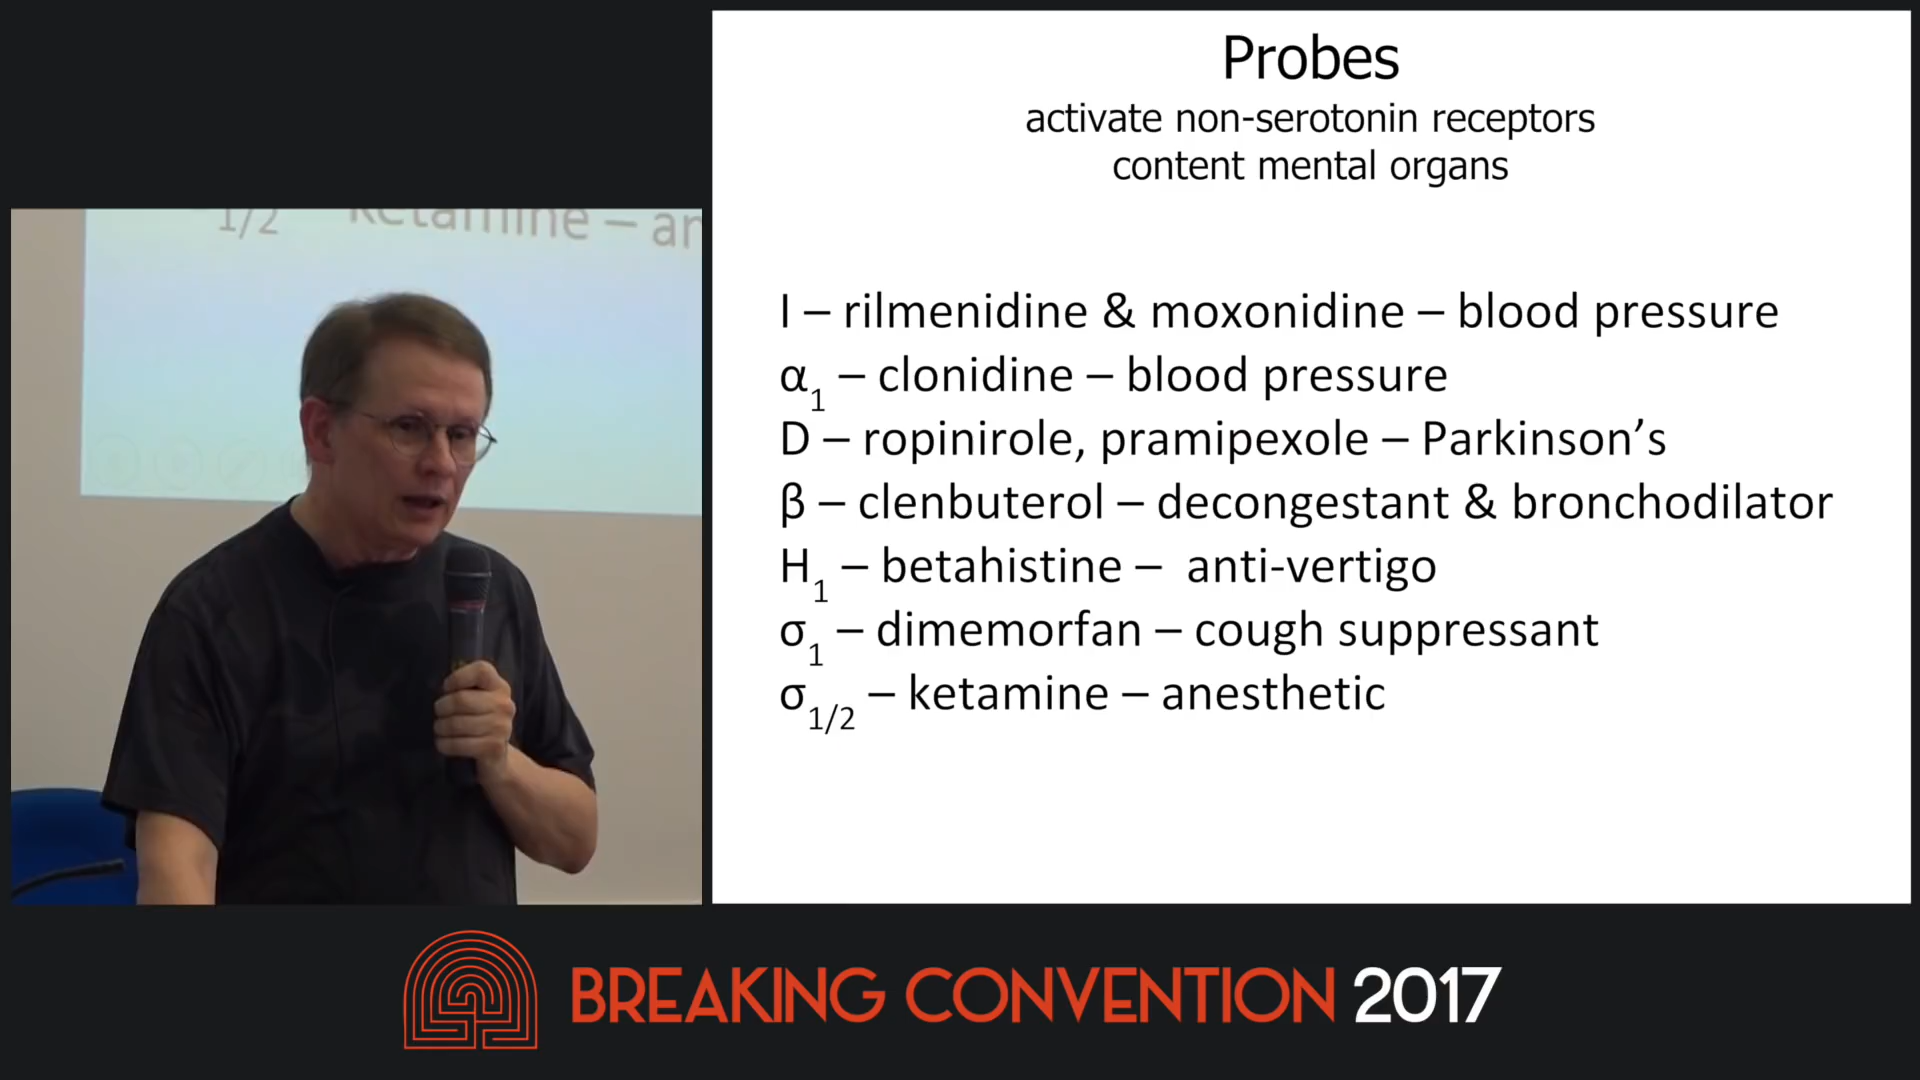 Probes
activate non-serotonin receptors
content mental organs
I – rilmenidine & moxonidine – blood pressure
α₁ – clonidine – blood pressure
D – ropinirole, pramipexole – Parkinson’s
β – clenbuterol – decongestant & bronchodilator
H₁ – betahistine – anti-vertigo
σ₁ – dimemorfan – cough suppressant
σ₁/₂ – ketamine – anesthetic
1/2 ketamine – an
BREAKING CONVENTION 2017